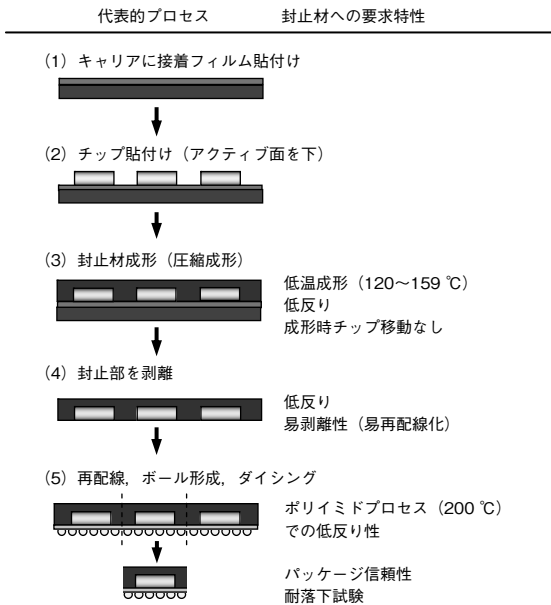 代表的プロセス　封止材への要求特性
(1) キャリアに接着フィルム貼付け
(2) チップ貼付け（アクティブ面を下）
(3) 封止材成形（圧縮成形）
低温成形（120～159 ℃）
低反り
成形時チップ移動なし
(4) 封止部を剥離
低反り
易剥離性（易再配線化）
(5) 再配線，ボール形成，ダイシング
ポリイミドプロセス（200 ℃）
での低反り性
パッケージ信頼性
耐落下試験